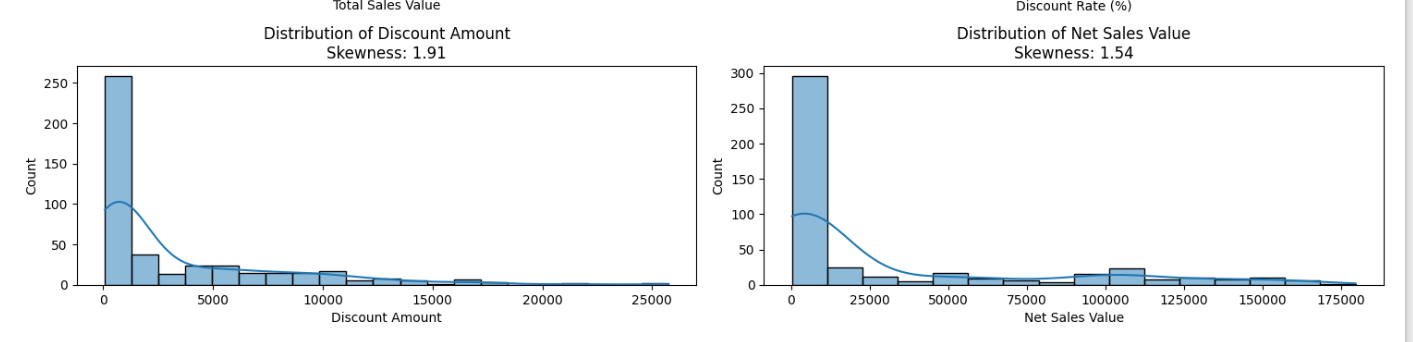 Total Sales Value
Discount Rate (%)
Distribution of Discount Amount
Skewness: 1.91
250
200
150
100
50
0
Count
0 5000 10000 15000 20000 25000
Discount Amount
Distribution of Net Sales Value
Skewness: 1.54
300
250
200
150
100
50
0
Count
0 25000 50000 75000 100000 125000 150000 175000
Net Sales Value